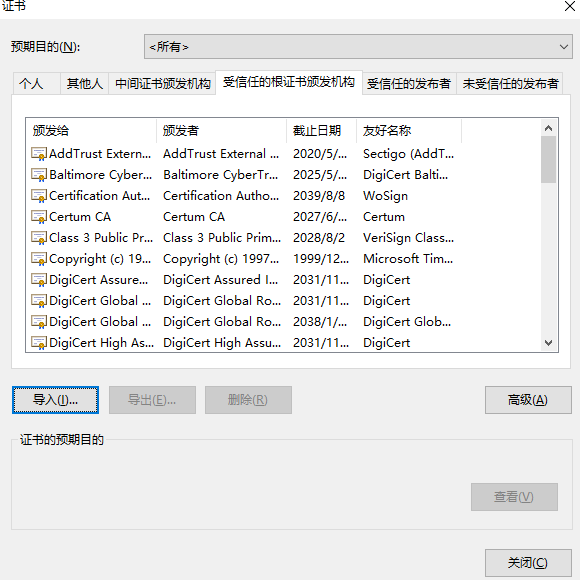 证书
预期目的(N): <所有>
个人 其他人 中间证书颁发机构 受信任的根证书颁发机构 受信任的发布者 未受信任的发布者
颁发给 颁发者 截止日期 友好名称
AddTrust Extern... AddTrust External ... 2020/5/... Sectigo (AddT...
Baltimore Cyber... Baltimore CyberTr... 2025/5/... DigiCert Balti...
Certification Aut... Certification Autho... 2039/8/8 WoSign
Certum CA Certum CA 2027/6/... Certum
Class 3 Public Pr... Class 3 Public Prim... 2028/8/2 VeriSign Class...
Copyright (c) 19... Copyright (c) 1997... 1999/12... Microsoft Tim...
DigiCert Assure... DigiCert Assured I... 2031/11... DigiCert
DigiCert Global ... DigiCert Global Ro... 2031/11... DigiCert
DigiCert Global ... DigiCert Global Ro... 2038/1/... DigiCert Glob...
DigiCert High As... DigiCert High Assu... 2031/11... DigiCert
导入(I)... 导出(E)... 删除(R) 高级(A)
证书的预期目的
查看(V)
关闭(C)